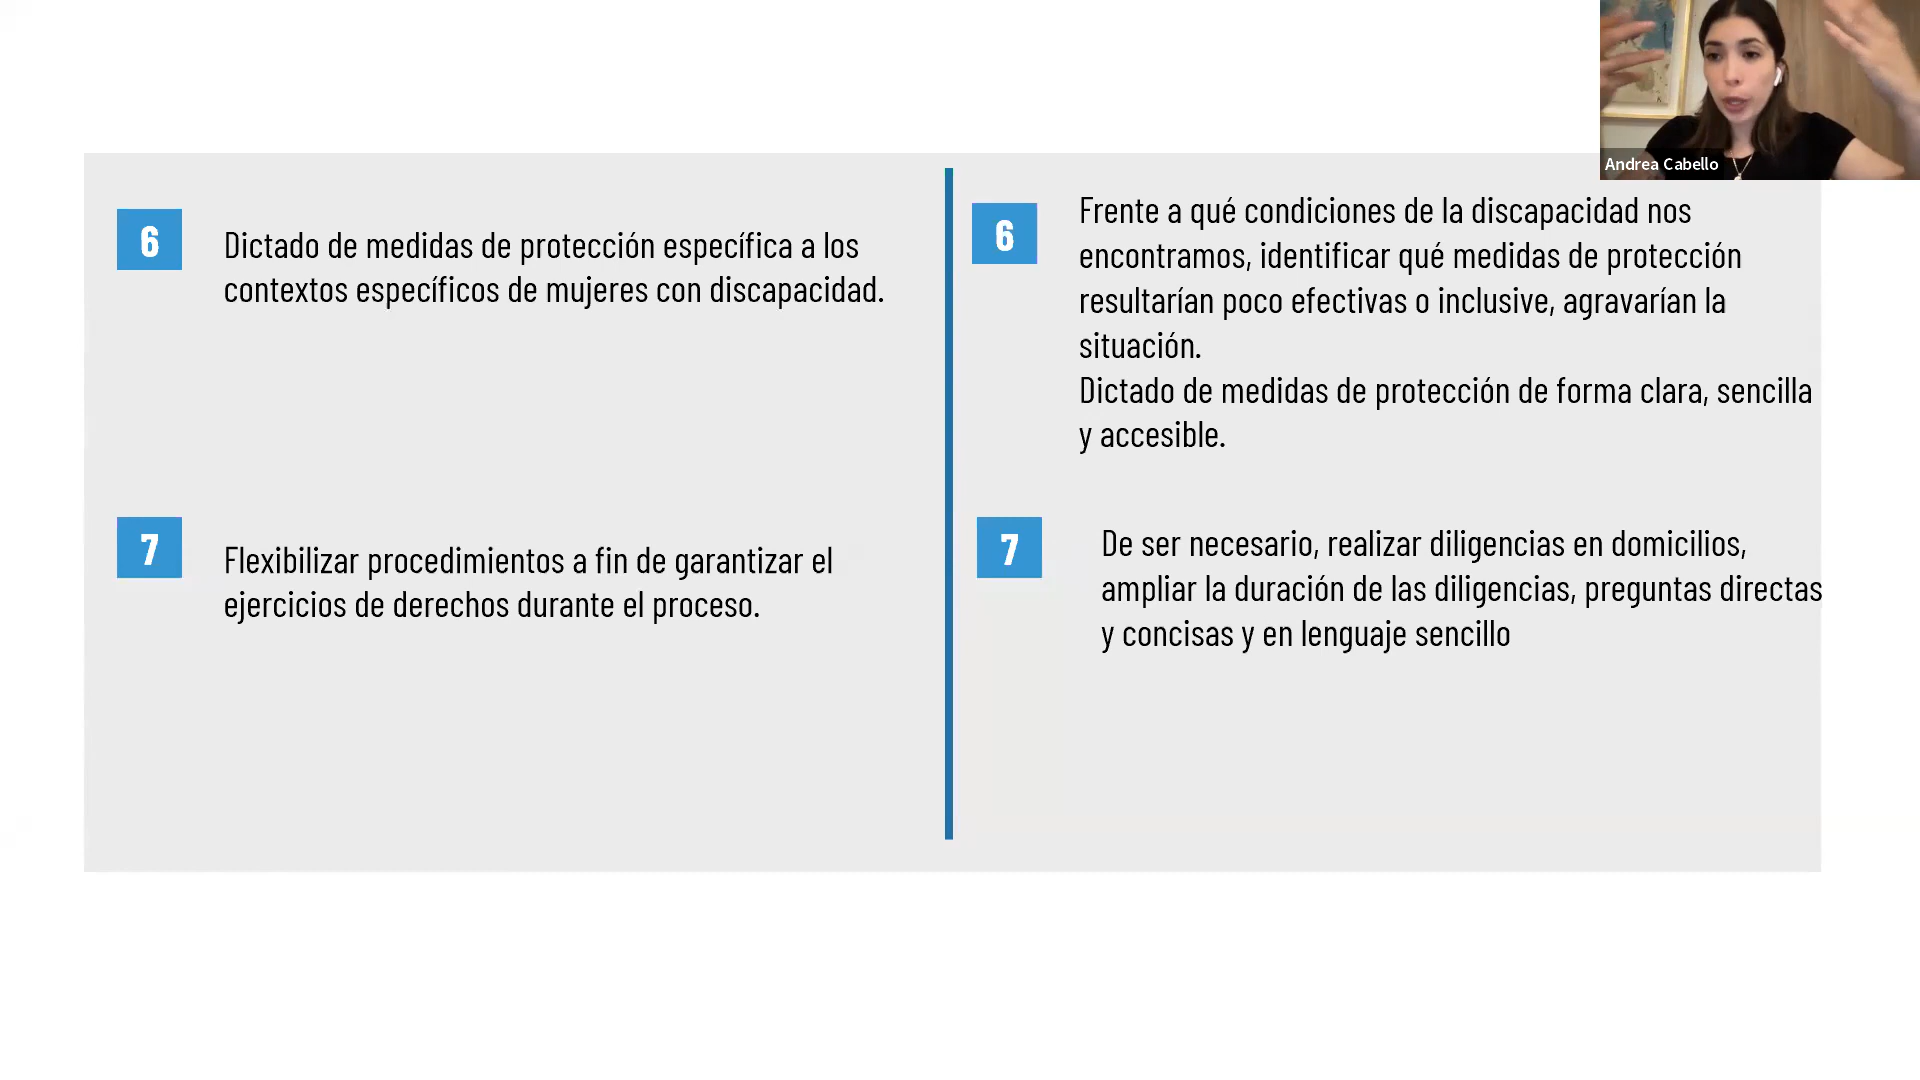 Andrea Cabello
6
Dictado de medidas de protección específica a los
contextos específicos de mujeres con discapacidad.
6
Frente a qué condiciones de la discapacidad nos
encontramos, identificar qué medidas de protección
resultarían poco efectivas o inclusive, agravarían la
situación.
Dictado de medidas de protección de forma clara, sencilla
y accesible.
7
Flexibilizar procedimientos a fin de garantizar el
ejercicios de derechos durante el proceso.
7
De ser necesario, realizar diligencias en domicilios,
ampliar la duración de las diligencias, preguntas directas
y concisas y en lenguaje sencillo